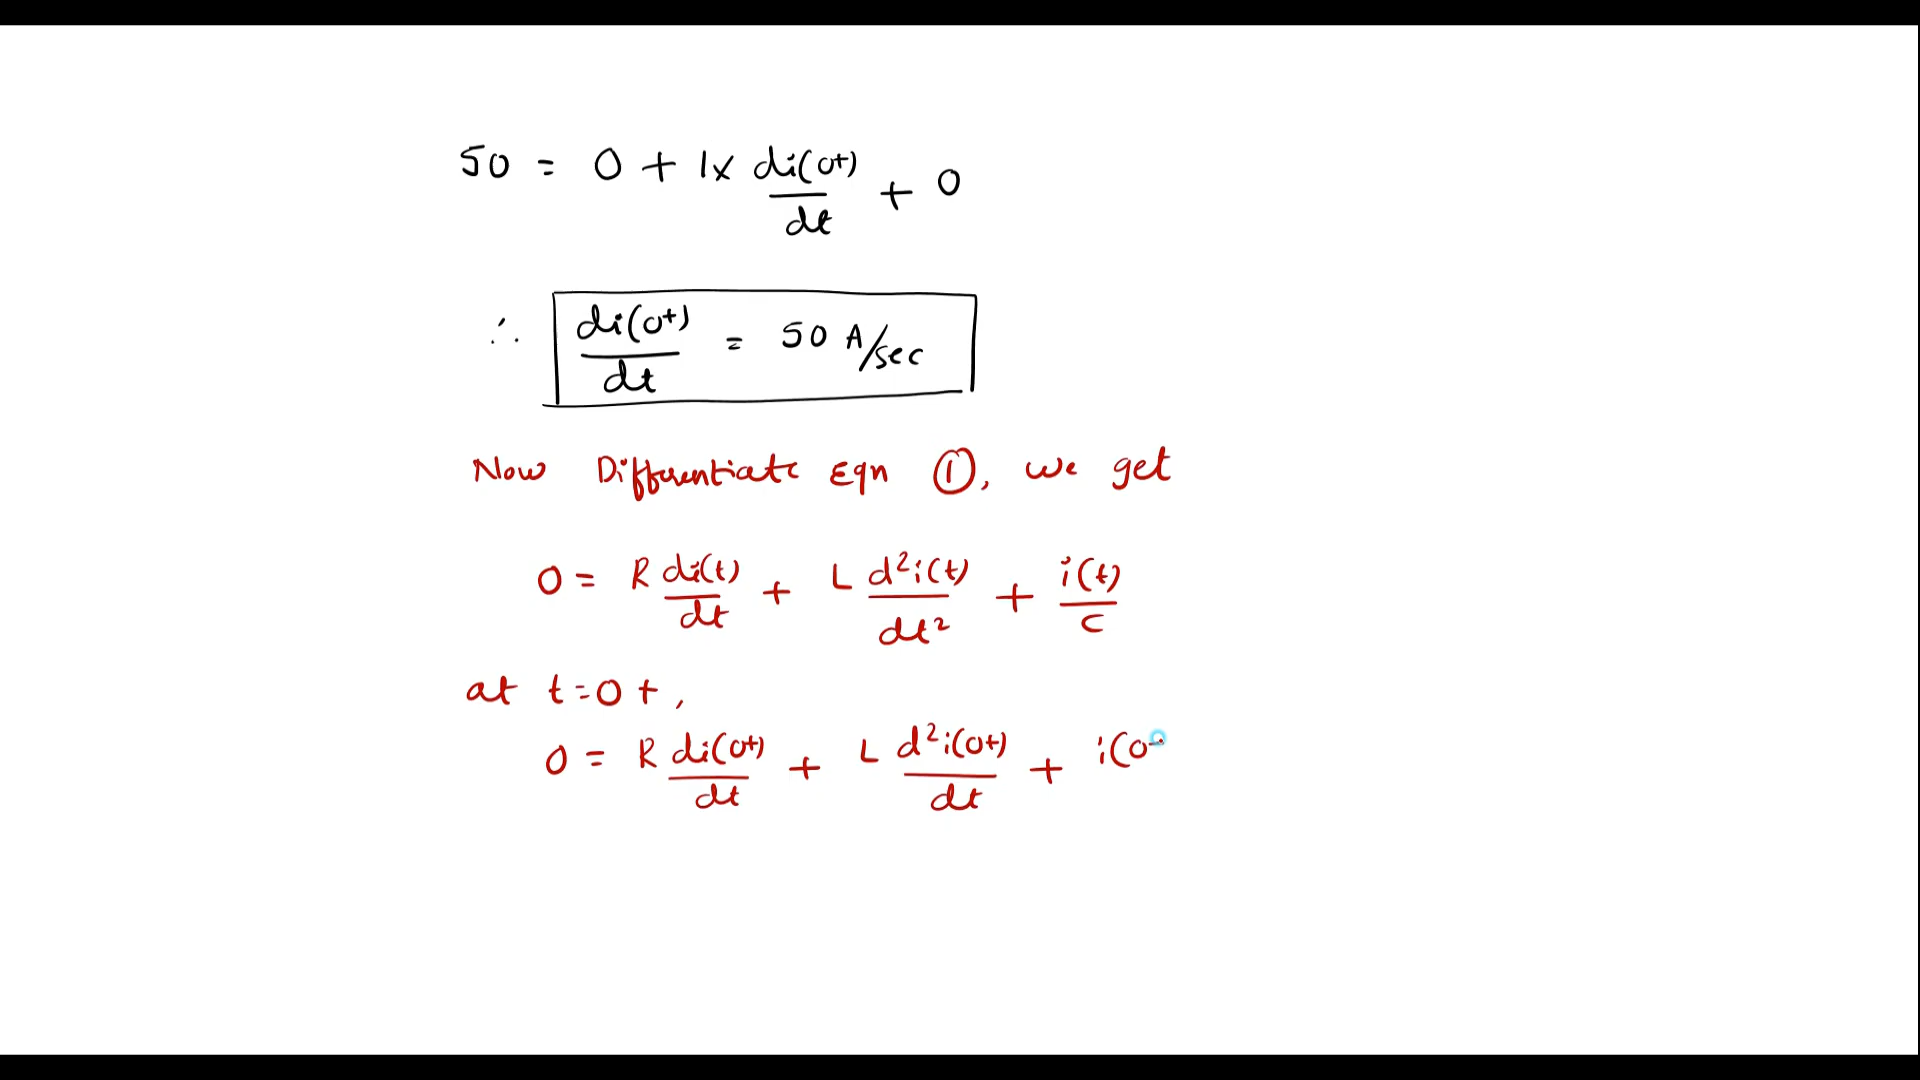 50 = 0 + 1x di(0+)/dt + 0
∴ di(0+)/dt = 50 A/sec
Now Differentiate Eqn ①, we get
0 = R di(t)/dt + L d²i(t)/dt² + i(t)/C
at t=0+,
0 = R di(0+)/dt + L d²i(0+)/dt + i(0